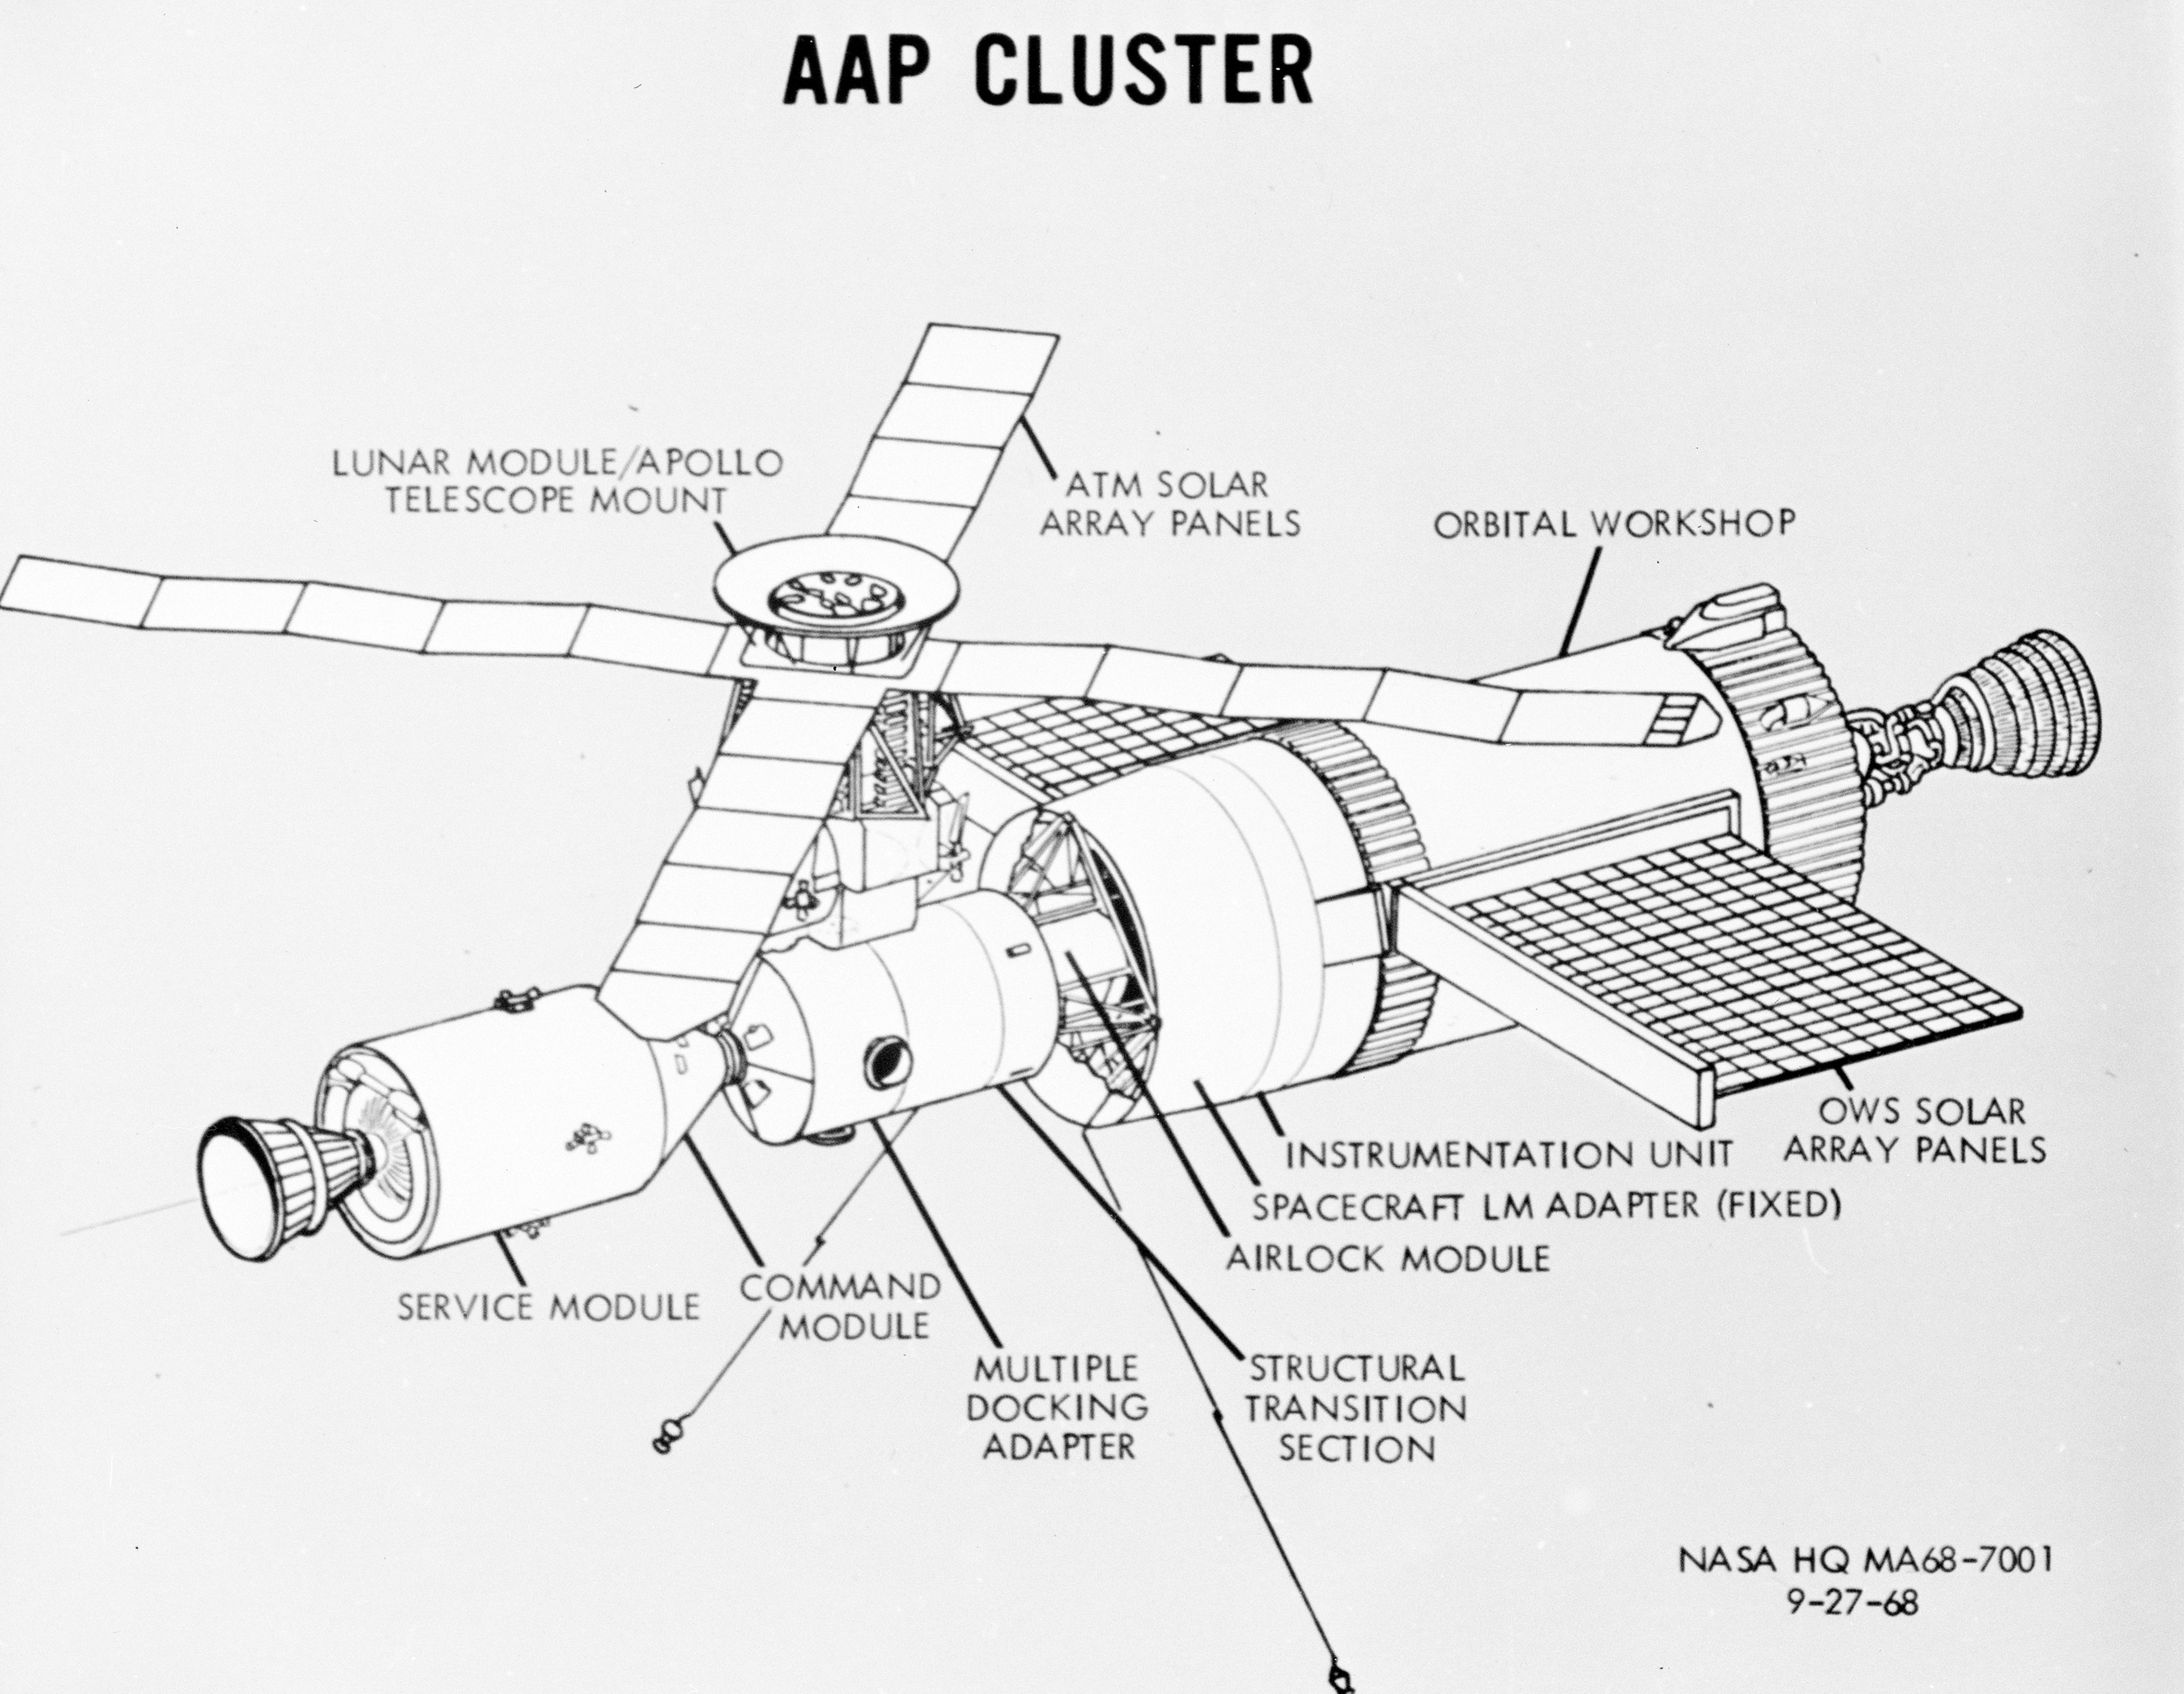 AAP CLUSTER
LUNAR MODULE/APOLLO
TELESCOPE MOUNT
ATM SOLAR
ARRAY PANELS
ORBITAL WORKSHOP
OWS SOLAR
ARRAY PANELS
INSTRUMENTATION UNIT
SPACECRAFT LM ADAPTER (FIXED)
AIRLOCK MODULE
SERVICE MODULE
COMMAND
MODULE
MULTIPLE
DOCKING
ADAPTER
STRUCTURAL
TRANSITION
SECTION
NASA HQ MA68-7001
9-27-68